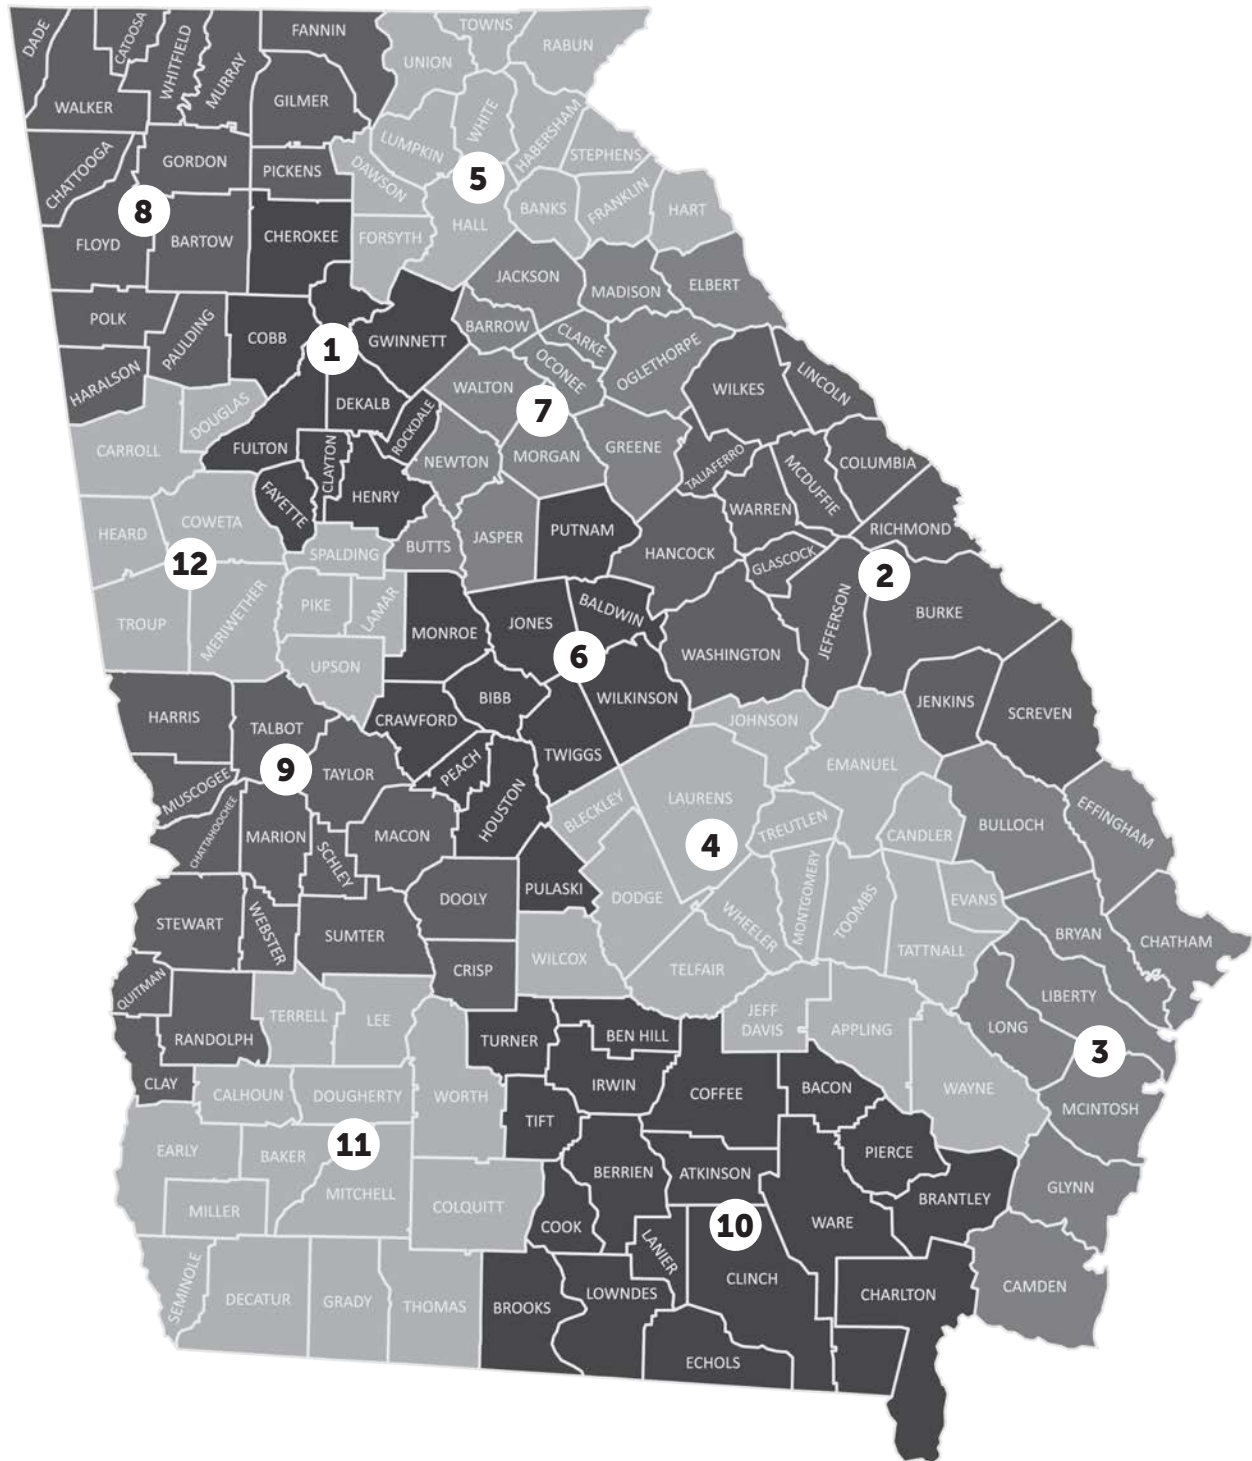 DADE
CATOOSA
WHITFIELD
MURRAY
FANNIN
UNION
TOWNS
RABUN
WALKER
GILMER
LUMPKIN
WHITE
HABERSHAM
STEPHENS
CHATTOOGA
GORDON
PICKENS
DAWSON
5
8
HALL
BANKS
FRANKLIN
HART
FLOYD
BARTOW
CHEROKEE
FORSYTH
JACKSON
MADISON
ELBERT
POLK
PAULDING
COBB
1
GWINNETT
BARROW
CLARKE
OCONEE
OGLETHORPE
HARALSON
DEKALB
WALTON
7
WILKES
LINCOLN
CARROLL
DOUGLAS
FULTON
CLAYTON
ROCKDALE
NEWTON
MORGAN
GREENE
TALIAFERRO
MCDUFFIE
COLUMBIA
HEARD
COWETA
FAYETTE
HENRY
WARREN
RICHMOND
SPALDING
BUTTS
JASPER
PUTNAM
HANCOCK
GLASCOCK
12
2
TROUP
MERIWETHER
PIKE
LAMAR
MONROE
JONES
BALDWIN
JEFFERSON
BURKE
UPSON
6
WASHINGTON
HARRIS
TALBOT
CRAWFORD
BIBB
WILKINSON
JOHNSON
JENKINS
SCREVEN
MUSCOGEE
9
TAYLOR
PEACH
TWIGGS
EMANUEL
CHATTAHOOCHEE
MARION
SCHLEY
MACON
HOUSTON
BLECKLEY
LAURENS
TREUTLEN
CANDLER
BULLOCH
EFFINGHAM
4
STEWART
WEBSTER
SUMTER
DOOLY
PULASKI
DODGE
WHEELER
MONTGOMERY
TOOMBS
EVANS
TATTNALL
BRYAN
CHATHAM
QUITMAN
CRISP
WILCOX
TELFAIR
LIBERTY
RANDOLPH
TERRELL
LEE
TURNER
BEN HILL
JEFF
DAVIS
APPLING
LONG
3
CLAY
CALHOUN
DOUGHERTY
WORTH
IRWIN
COFFEE
BACON
WAYNE
MCINTOSH
TIFT
EARLY
BAKER
11
BERRIEN
ATKINSON
PIERCE
MILLER
MITCHELL
COLQUITT
COOK
10
WARE
BRANTLEY
GLYNN
SEMINOLE
DECATUR
GRADY
THOMAS
BROOKS
LOWNDES
LANIER
CLINCH
CHARLTON
CAMDEN
ECHOLS